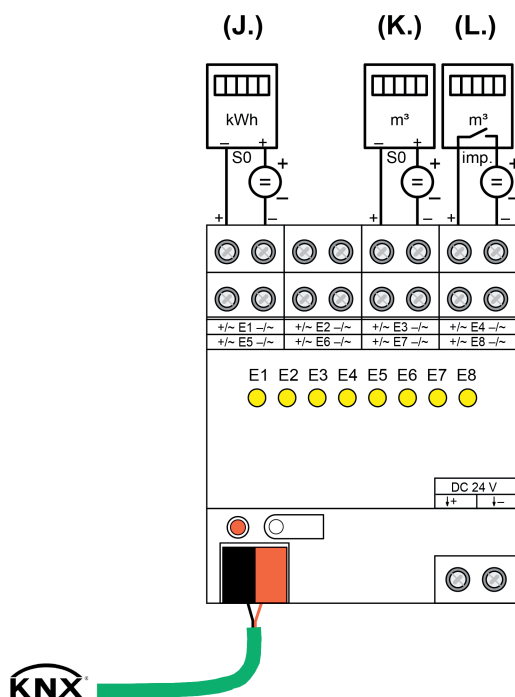 (J.) (K.) (L.)
kWh m³ m³
– + – +
S0 S0 imp.
+ + +
= = =
– – –
+ – + – + –
+/~ E1 –/~ +/~ E2 –/~ +/~ E3 –/~ +/~ E4 –/~
+/~ E5 –/~ +/~ E6 –/~ +/~ E7 –/~ +/~ E8 –/~
E1 E2 E3 E4 E5 E6 E7 E8
DC 24 V
↓+ ↓–
KNX®